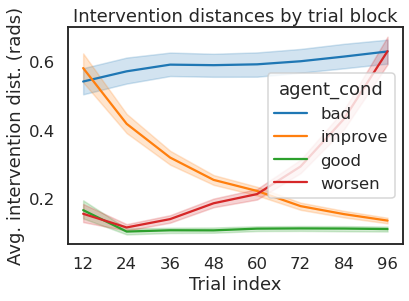 Intervention distances by trial block
Avg. intervention dist. (rads)
0.6
0.4
0.2
agent_cond
bad
improve
good
worsen
12 24 36 48 60 72 84 96
Trial index